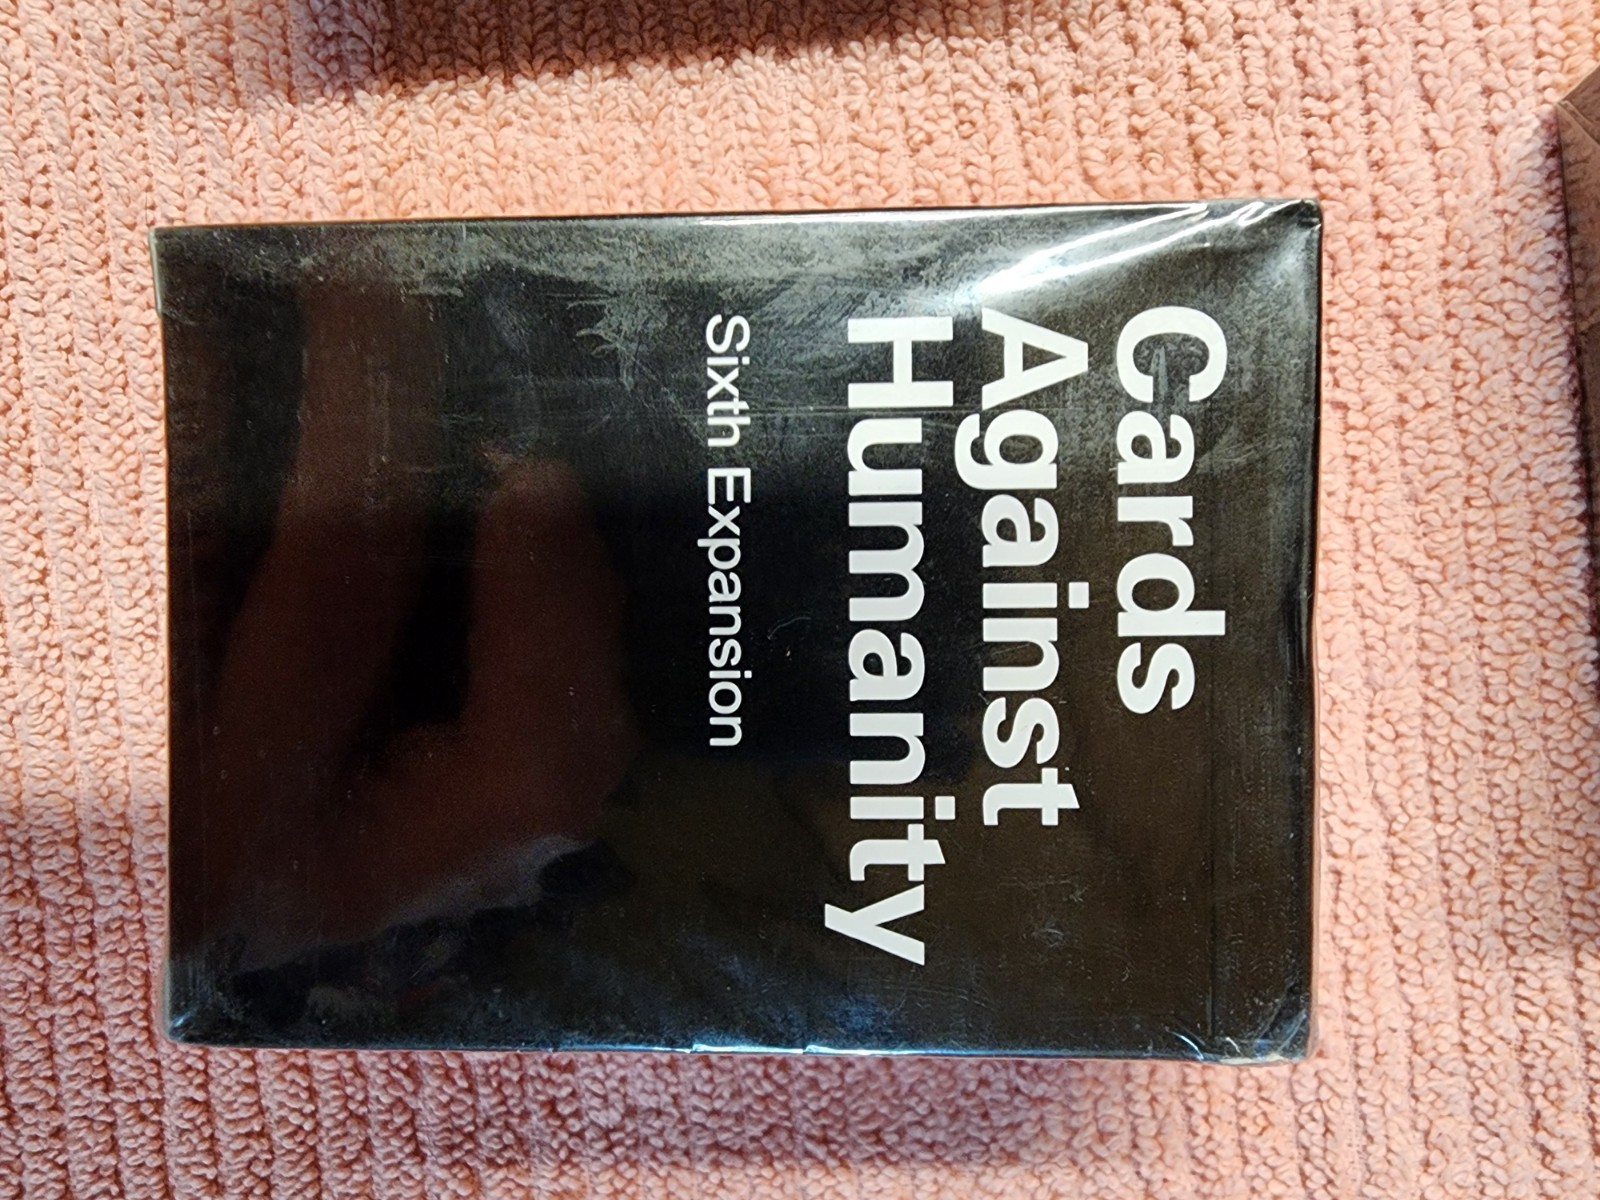 Cards
Against
Humanity
Sixth Expansion